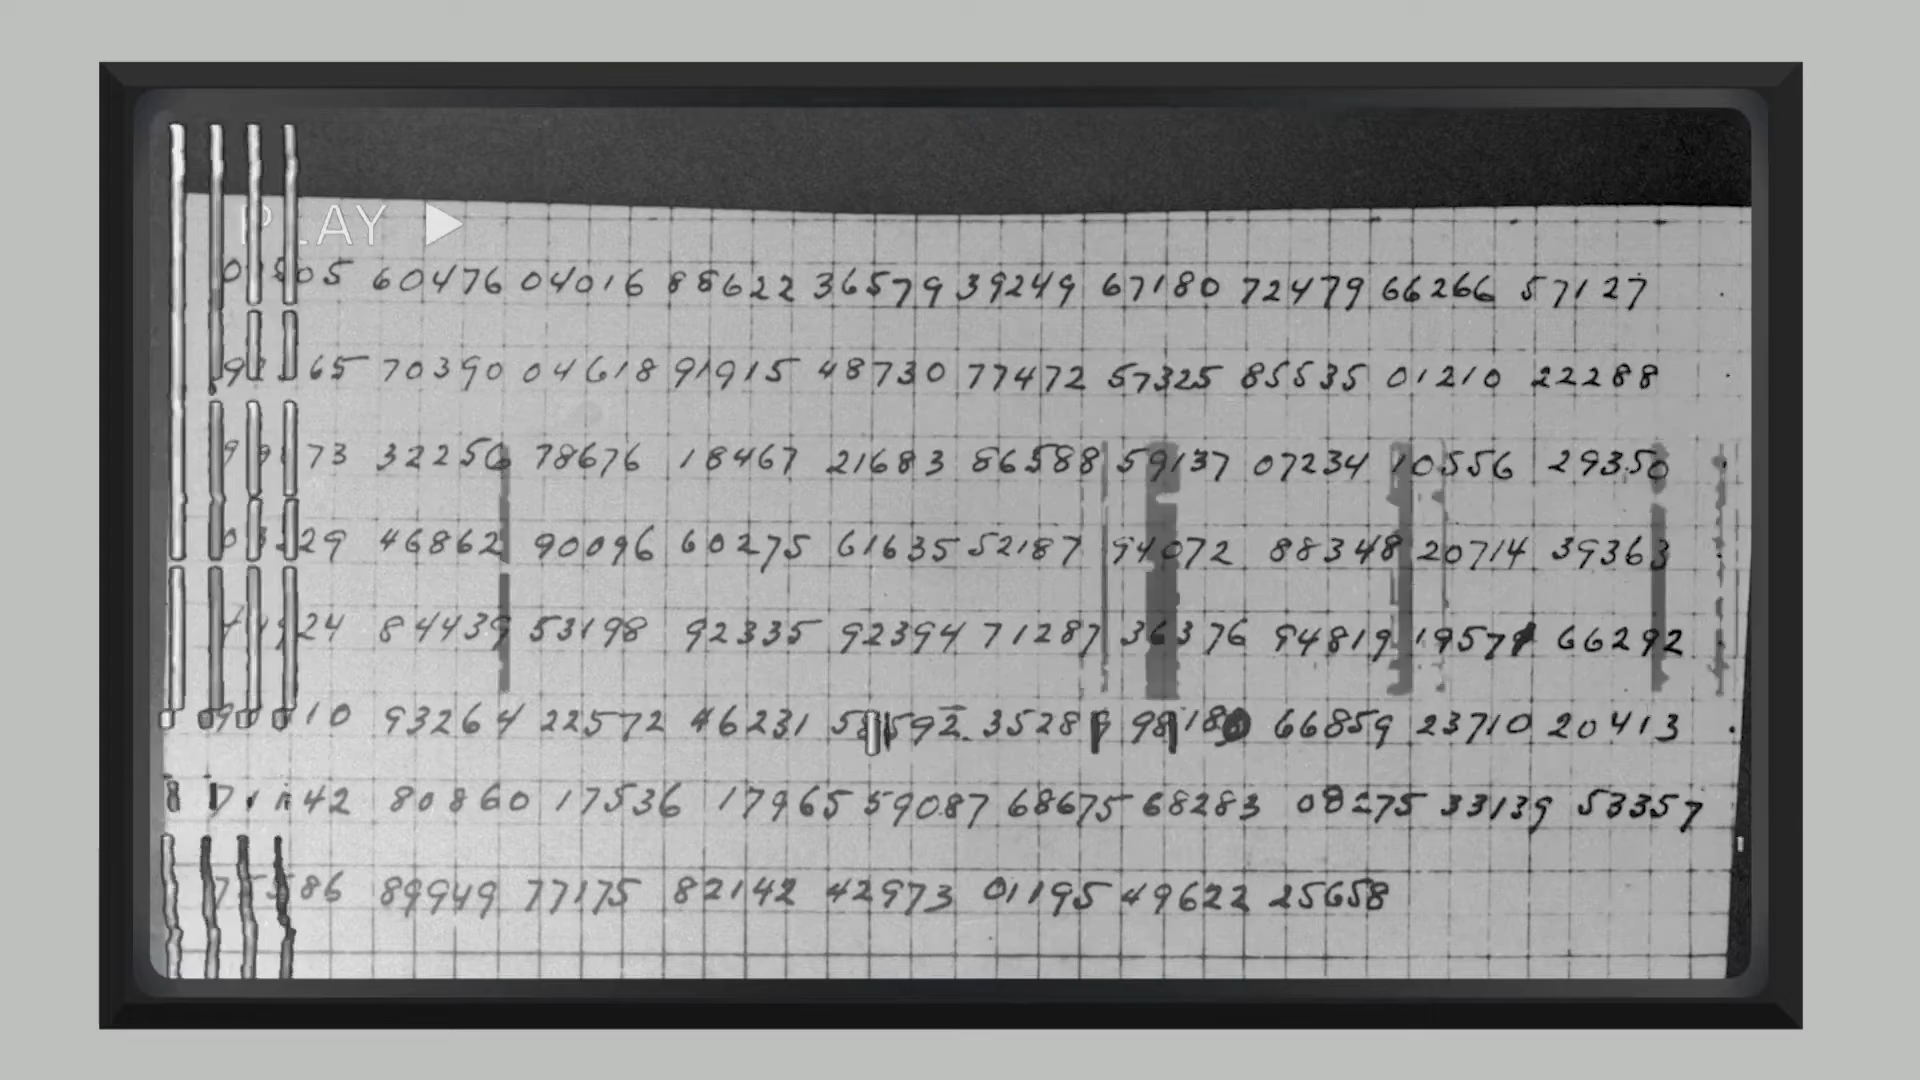 PLAY
05 60476 04016 88622 36579 39249 67180 72479 66266 57127
65 70390 04618 91915 48730 77472 57325 85535 01210 22288
73 32250 78676 18467 21683 86588 59137 07234 10556 29350
29 46862 90096 60275 61635 52187 94072 88348 20714 39363
24 84439 53198 92335 92394 71287 36376 94819 66292
10 93264 22572 46231 66859 23710 20413
42 80860 17536 17965 59087 68675 68283 08275 33139 53357
86 89949 77175 82142 42973 01195 49622 25658